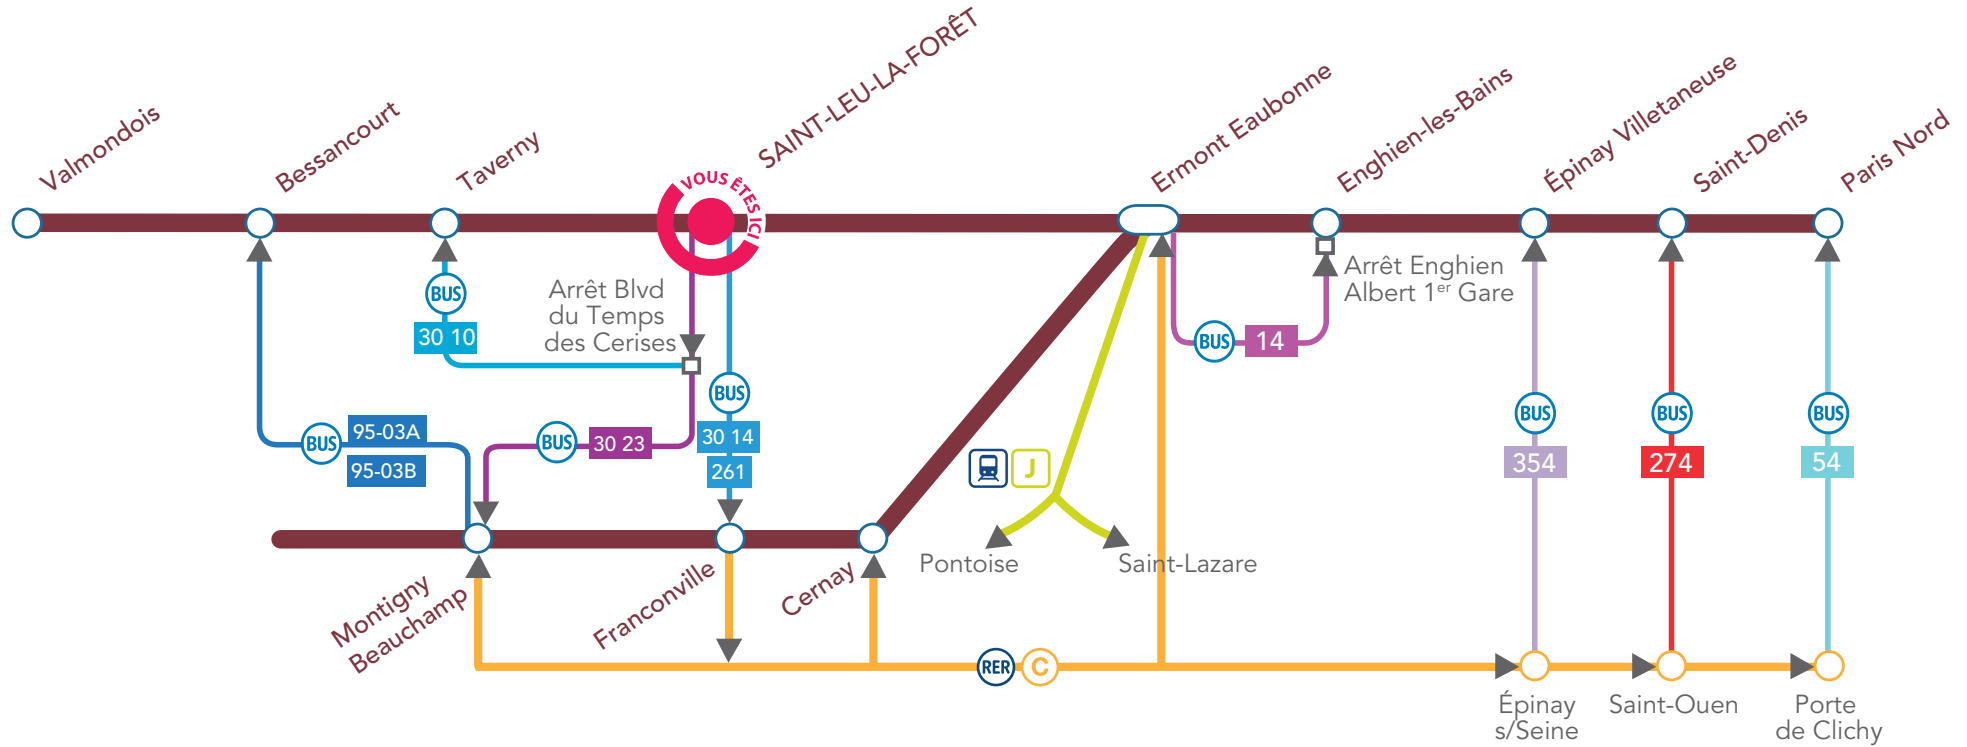 Valmondois
Bessancourt
Taverny
SAINT-LEU-LA-FORÊT
Ermont Eaubonne
Enghien-les-Bains
Épinay Villetaneuse
Saint-Denis
Paris Nord
VOUS ÊTES ICI
Arrêt Blvd
du Temps
des Cerises
Arrêt Enghien
Albert 1er Gare
BUS
30 10
BUS
14
BUS
95-03A
95-03B
BUS
30 23
BUS
30 14
261
BUS
354
BUS
274
BUS
54
J
Pontoise
Saint-Lazare
Montigny
Beauchamp
Franconville
Cernay
RER
C
Épinay
s/Seine
Saint-Ouen
Porte
de Clichy